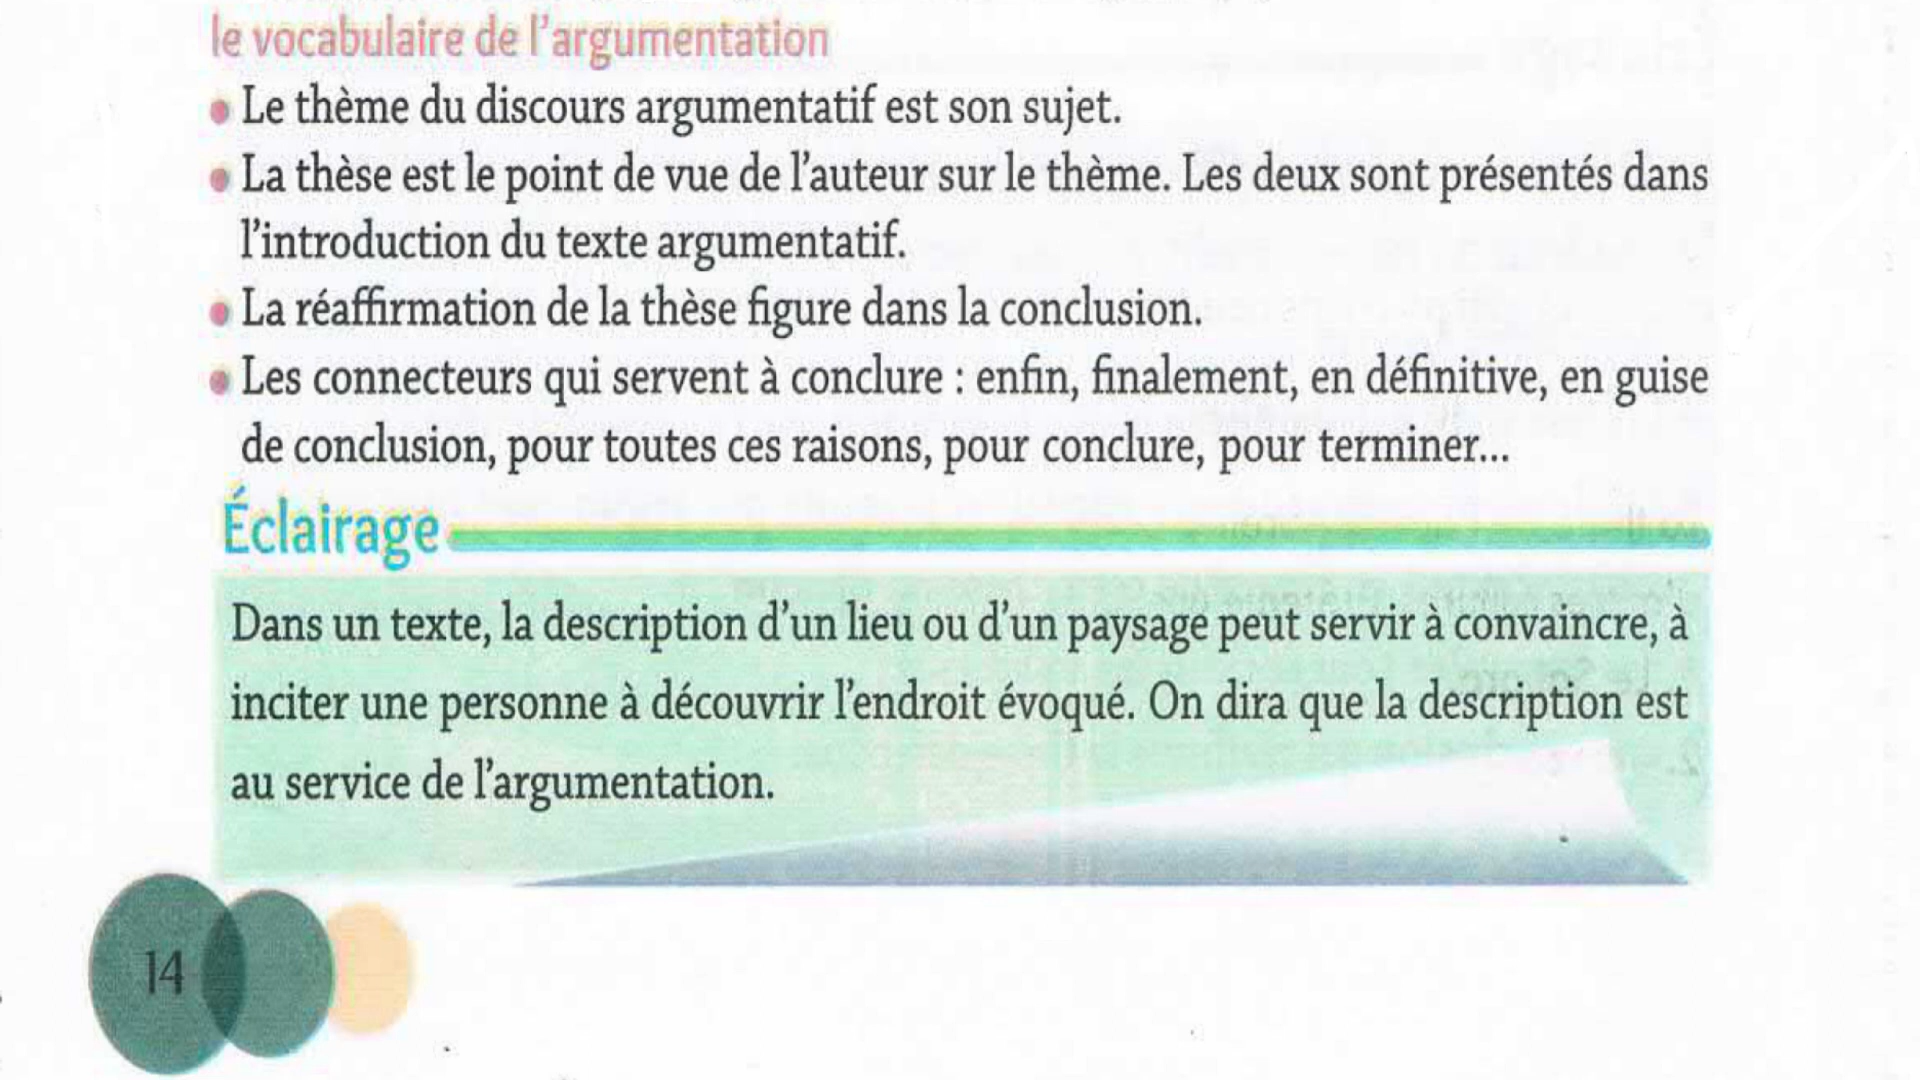 le vocabulaire de l'argumentation
• Le thème du discours argumentatif est son sujet.
• La thèse est le point de vue de l'auteur sur le thème. Les deux sont présentés dans
l'introduction du texte argumentatif.
• La réaffirmation de la thèse figure dans la conclusion.
• Les connecteurs qui servent à conclure : enfin, finalement, en définitive, en guise
de conclusion, pour toutes ces raisons, pour conclure, pour terminer...
Éclairage
Dans un texte, la description d'un lieu ou d'un paysage peut servir à convaincre, à
inciter une personne à découvrir l'endroit évoqué. On dira que la description est
au service de l'argumentation.
14